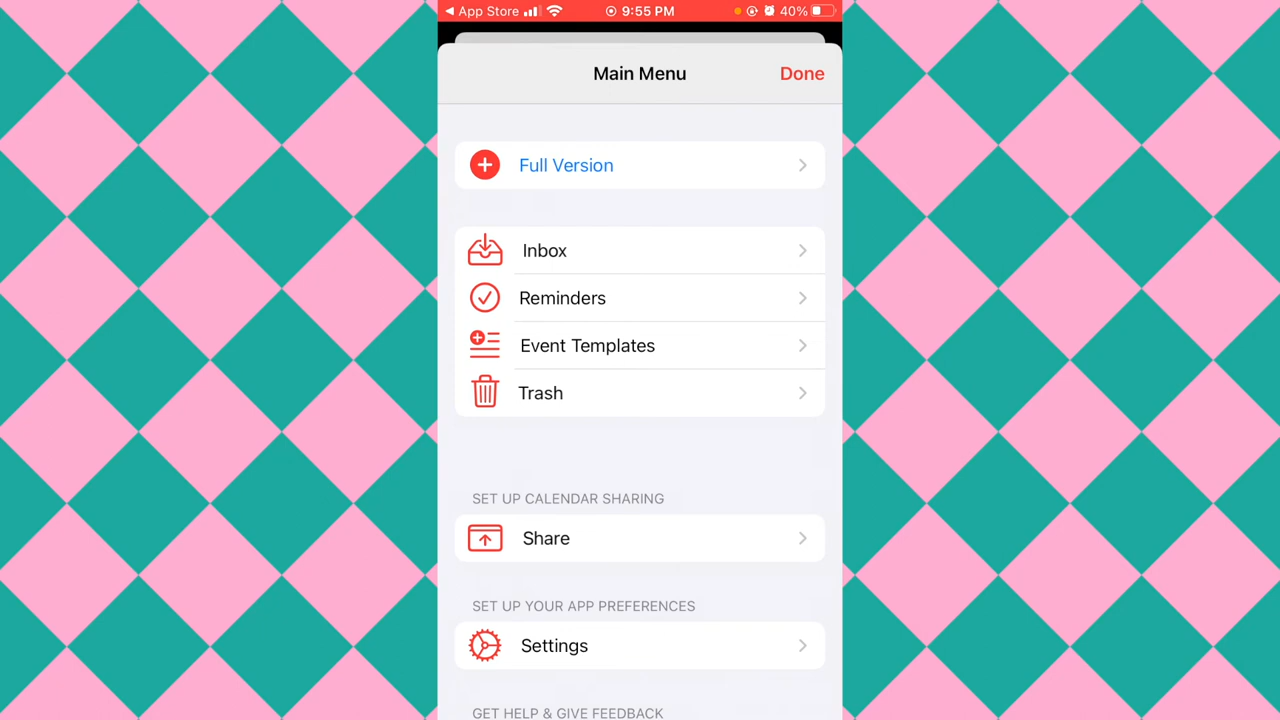 App Store 9:55 PM 40%
Main Menu Done
Full Version
Inbox
Reminders
Event Templates
Trash
SET UP CALENDAR SHARING
Share
SET UP YOUR APP PREFERENCES
Settings
GET HELP & GIVE FEEDBACK